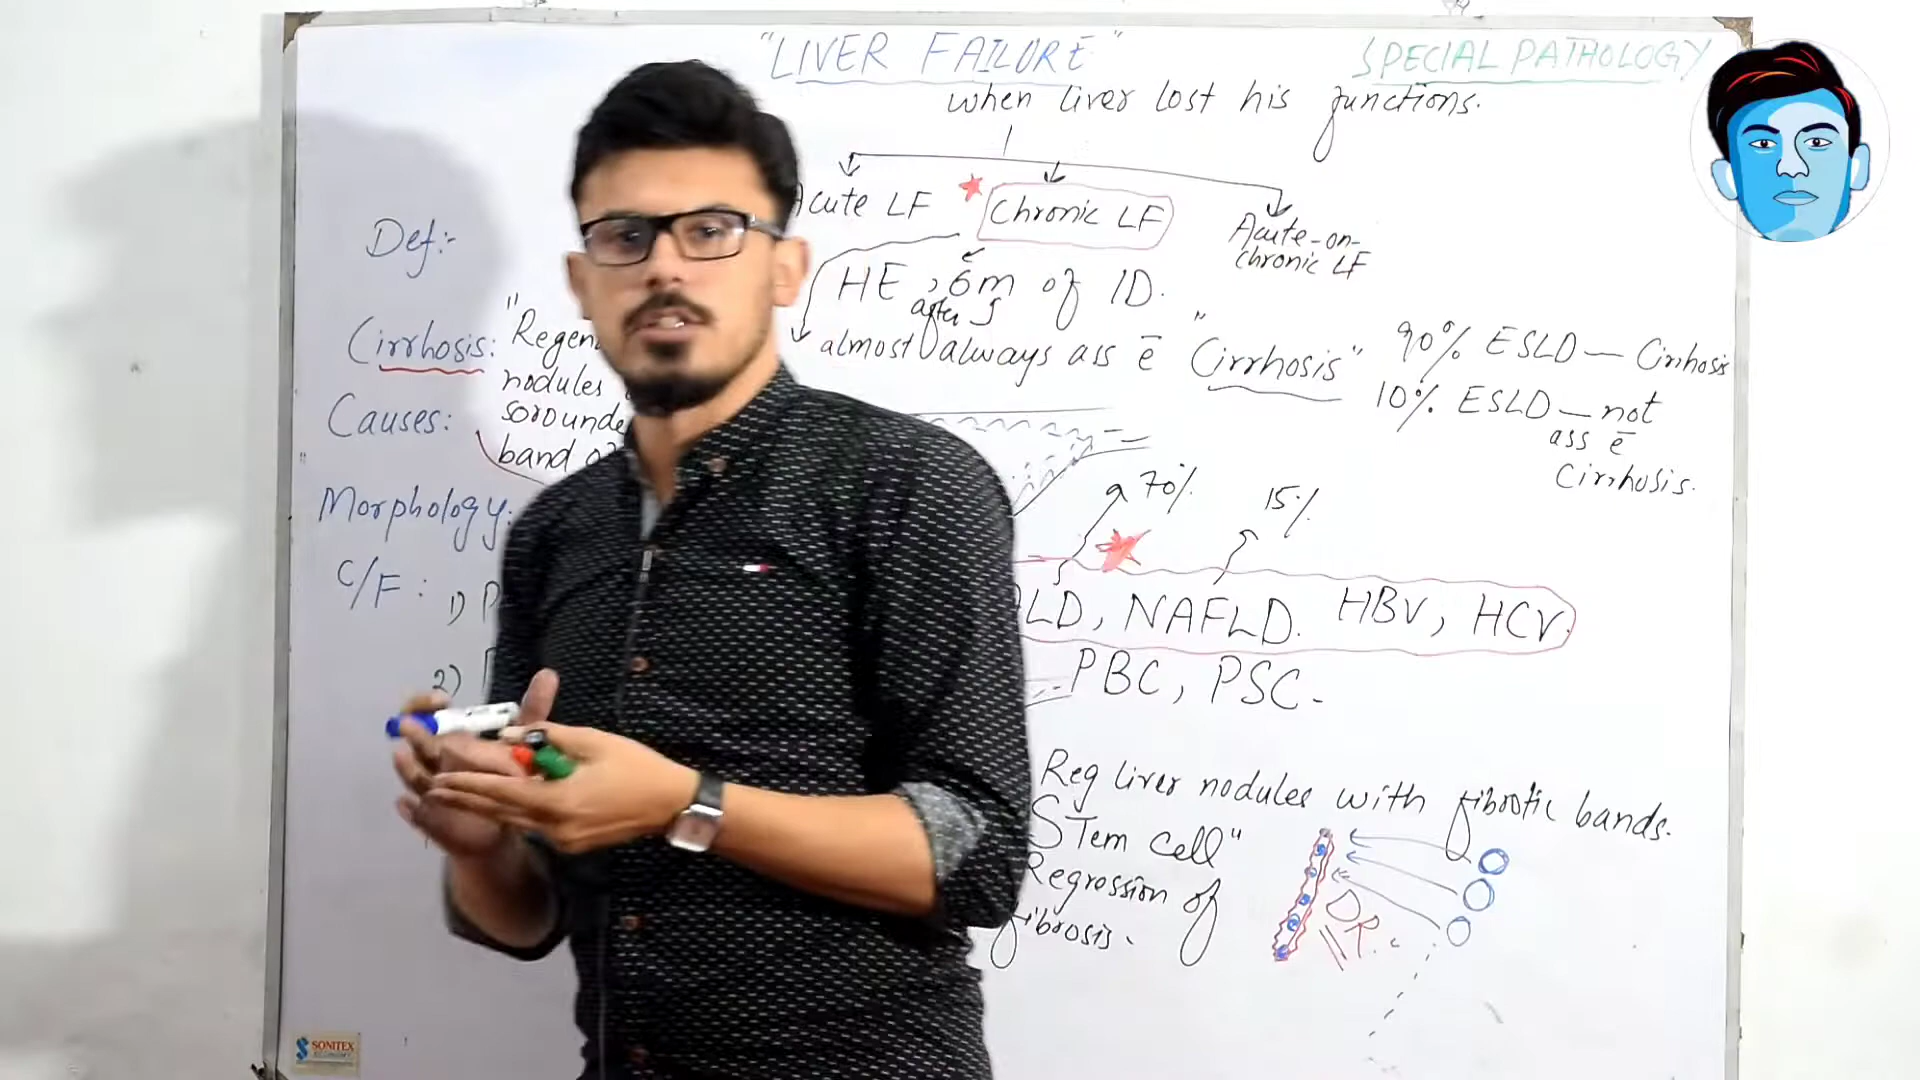 "LIVER FAILURE"
SPECIAL PATHOLOGY
when liver lost his functions.
Acute LF
Chronic LF
Acute-on-
chronic LF
Def:-
HE , 6m of ID.
after
almost always ass ē "Cirrhosis"
90% ESLD — Cirrhosis
10% ESLD — not
ass ē
Cirrhosis.
Cirrhosis:
nodules
band
Causes:
70%
15%
Morphology:
NAFLD. HBV, HCV.
PBC, PSC-
C/F :
1)
2)
Reg liver nodules with fibrotic bands.
STem cell"
Regression of
fibrosis.
DR.
SONITEX